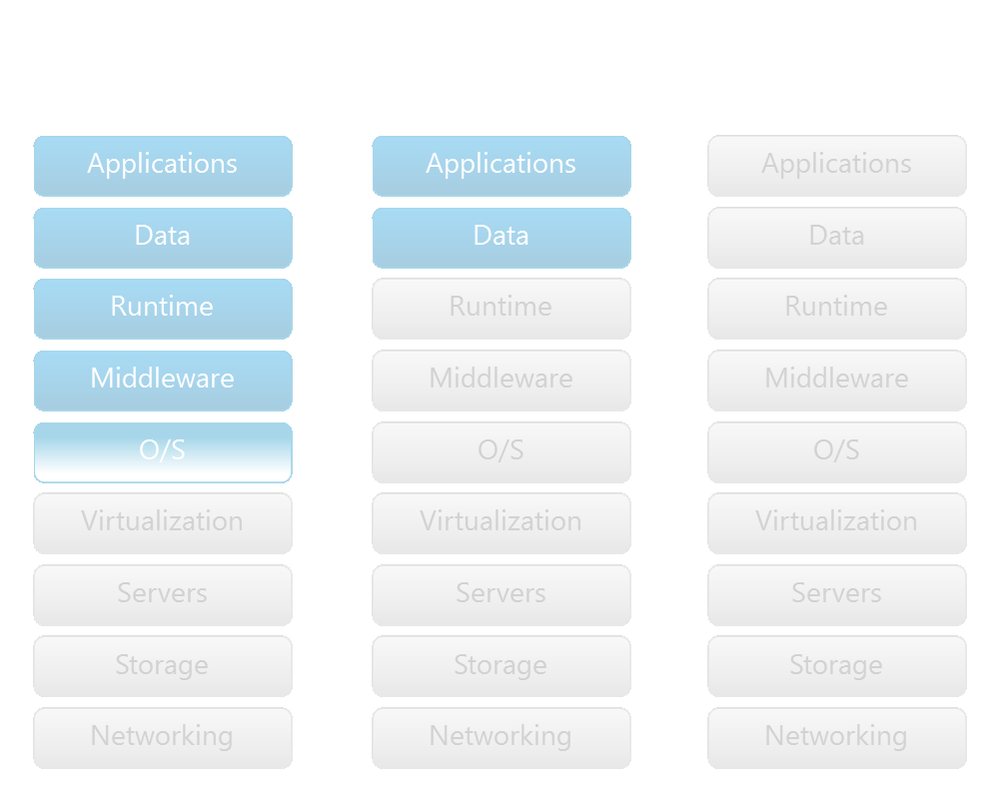 Applications
Data
Runtime
Middleware
O/S
Virtualization
Servers
Storage
Networking
Applications
Data
Runtime
Middleware
O/S
Virtualization
Servers
Storage
Networking
Applications
Data
Runtime
Middleware
O/S
Virtualization
Servers
Storage
Networking